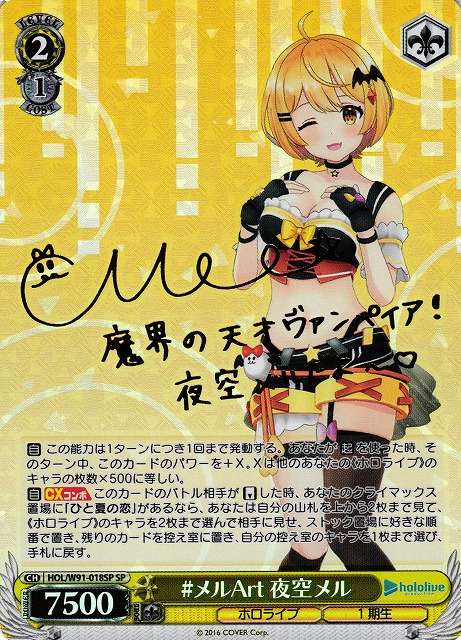 LEVEL
2
1
COST
Me
魔界の天才ヴァンパイア!
夜空
【自】 この能力は1ターンにつき1回まで発動する。あなたが を使った時、そ
のターン中、このカードのパワーを+X。Xは他のあなたの《ホロライブ》の
キャラの枚数×500に等しい。
【自】 CXコンボ このカードのバトル相手が した時、あなたのクライマックス
置場に「ひと夏の恋」があるなら、あなたは自分の山札を上から2枚まで見て、
《ホロライブ》のキャラを2枚まで選んで相手に見せ、ストック置場に好きな順
番で置き、残りのカードを控え室に置き、自分の控え室のキャラを1枚まで選び、
手札に戻す。
CH HOL/W91-018SP SP
POWER
7500
SOUL
#メルArt 夜空メル
hololive
production
ホロライブ
1期生
© 2016 COVER Corp.